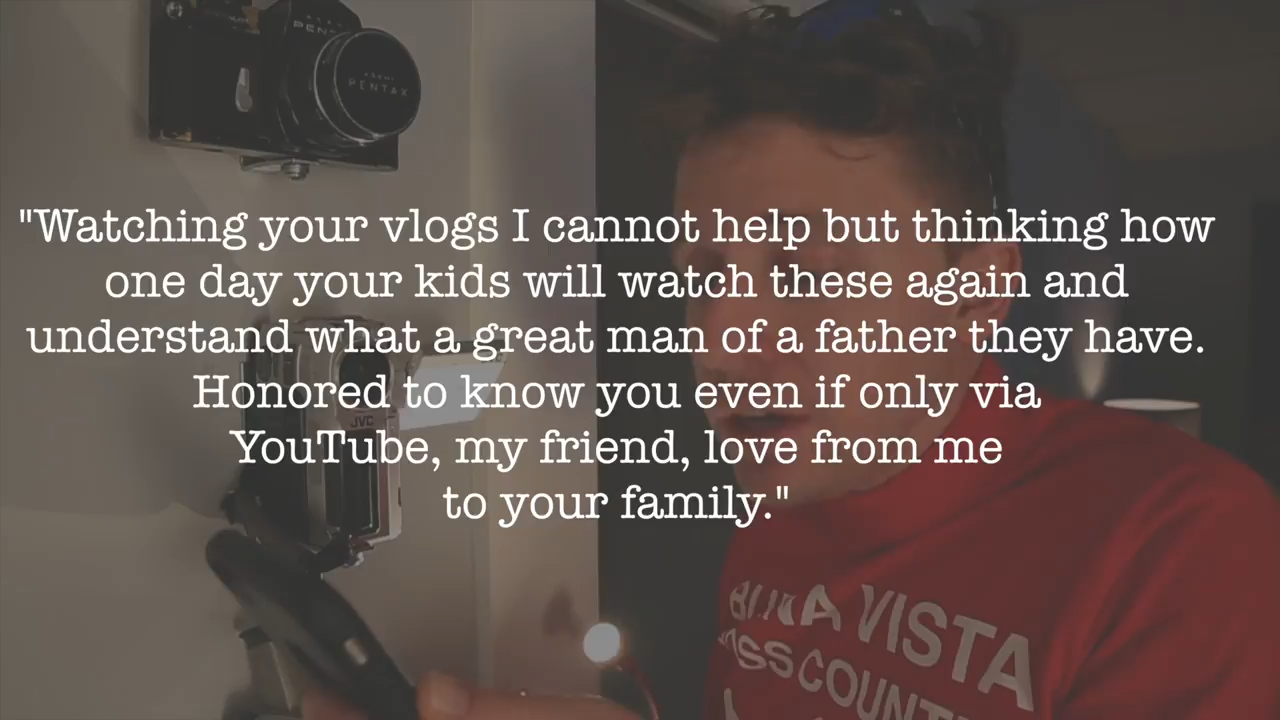 PENTAX
"Watching your vlogs I cannot help but thinking how
one day your kids will watch these again and
understand what a great man of a father they have.
Honored to know you even if only via
YouTube, my friend, love from me
to your family."
JVC
VISTA